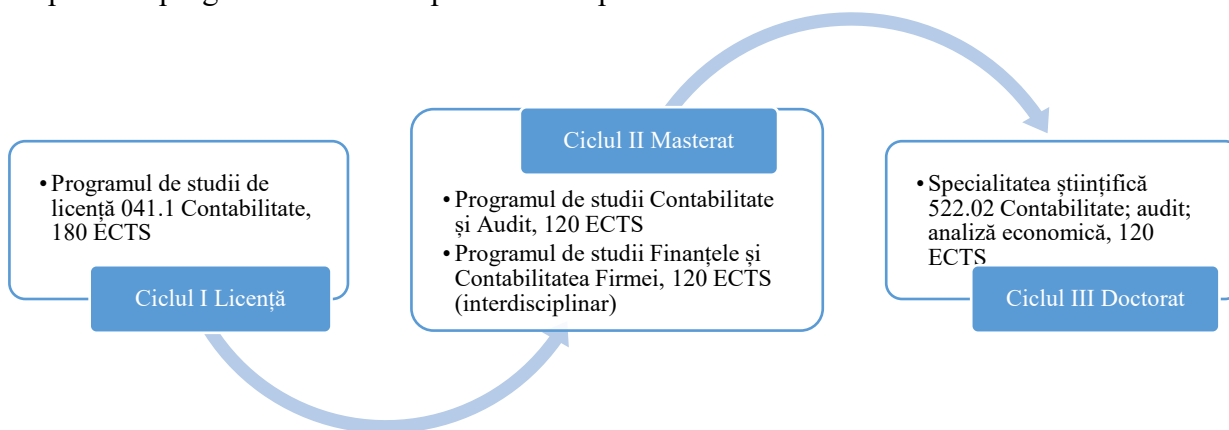 • Programul de studii de
licență 041.1 Contabilitate,
180 ECTS
Ciclul I Licență
Ciclul II Masterat
• Programul de studii Contabilitate
și Audit, 120 ECTS
• Programul de studii Finanțele și
Contabilitatea Firmei, 120 ECTS
(interdisciplinar)
• Specialitatea științifică
522.02 Contabilitate; audit;
analiză economică, 120
ECTS
Ciclul III Doctorat